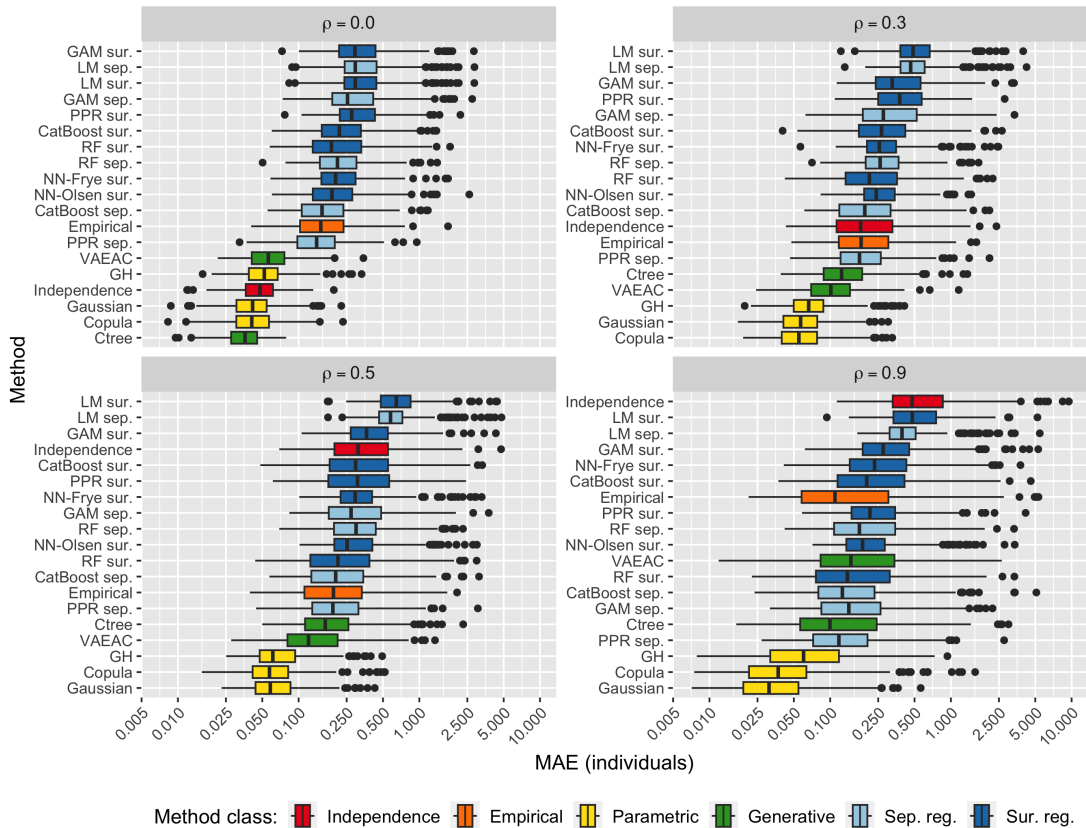 ρ = 0.0
GAM sur.
LM sep.
LM sur.
GAM sep.
PPR sur.
CatBoost sur.
RF sur.
RF sep.
NN-Frye sur.
NN-Olsen sur.
CatBoost sep.
Empirical
PPR sep.
VAEAC
GH
Independence
Gaussian
Copula
Ctree
ρ = 0.3
LM sur.
LM sep.
GAM sur.
PPR sur.
GAM sep.
CatBoost sur.
NN-Frye sur.
RF sep.
RF sur.
NN-Olsen sur.
CatBoost sep.
Independence
Empirical
PPR sep.
Ctree
VAEAC
GH
Gaussian
Copula
Method
ρ = 0.5
LM sur.
LM sep.
GAM sur.
Independence
CatBoost sur.
PPR sur.
NN-Frye sur.
GAM sep.
RF sep.
NN-Olsen sur.
RF sur.
CatBoost sep.
Empirical
PPR sep.
Ctree
VAEAC
GH
Copula
Gaussian
ρ = 0.9
Independence
LM sur.
LM sep.
GAM sur.
NN-Frye sur.
CatBoost sur.
Empirical
PPR sur.
RF sep.
NN-Olsen sur.
VAEAC
RF sur.
CatBoost sep.
GAM sep.
Ctree
PPR sep.
GH
Copula
Gaussian
0.005 0.010 0.025 0.050 0.100 0.250 0.500 1.000 2.500 5.000 10.000
0.005 0.010 0.025 0.050 0.100 0.250 0.500 1.000 2.500 5.000 10.000
MAE (individuals)
Method class: Independence Empirical Parametric Generative Sep. reg. Sur. reg.